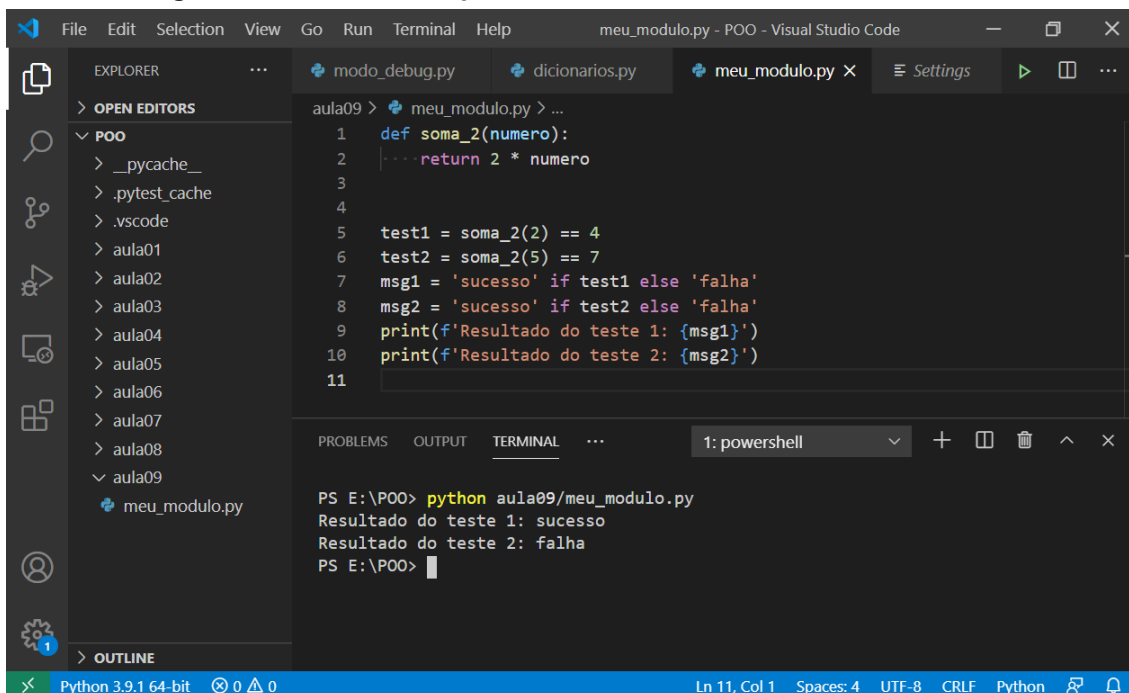 File Edit Selection View Go Run Terminal Help meu_modulo.py - POO - Visual Studio Code
EXPLORER
OPEN EDITORS
POO
__pycache__
.pytest_cache
.vscode
aula01
aula02
aula03
aula04
aula05
aula06
aula07
aula08
aula09
meu_modulo.py
OUTLINE
modo_debug.py dicionarios.py meu_modulo.py Settings
aula09 > meu_modulo.py > ...
1 def soma_2(numero):
2 ····return 2 * numero
3
4
5 test1 = soma_2(2) == 4
6 test2 = soma_2(5) == 7
7 msg1 = 'sucesso' if test1 else 'falha'
8 msg2 = 'sucesso' if test2 else 'falha'
9 print(f'Resultado do teste 1: {msg1}')
10 print(f'Resultado do teste 2: {msg2}')
11
PROBLEMS OUTPUT TERMINAL ··· 1: powershell
PS E:\POO> python aula09/meu_modulo.py
Resultado do teste 1: sucesso
Resultado do teste 2: falha
PS E:\POO>
1
Python 3.9.1 64-bit 0 0 Ln 11, Col 1 Spaces: 4 UTF-8 CRLF Python